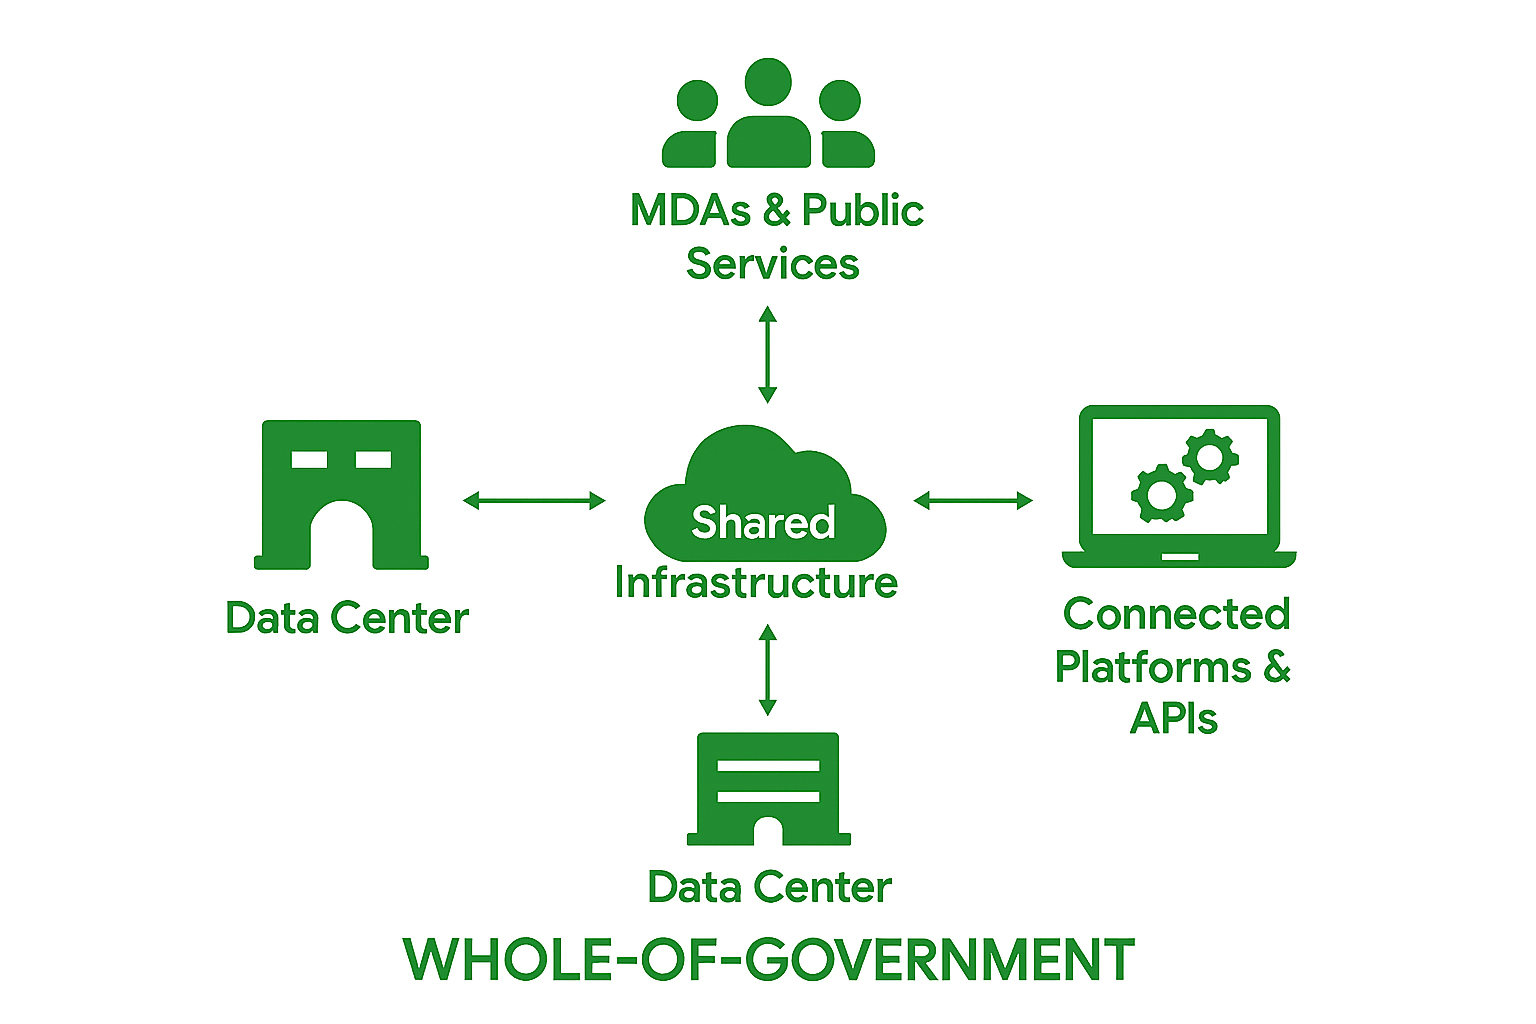 MDAs & Public
Services
Shared
Infrastructure
Data Center
Connected
Platforms &
APIs
Data Center
WHOLE-OF-GOVERNMENT